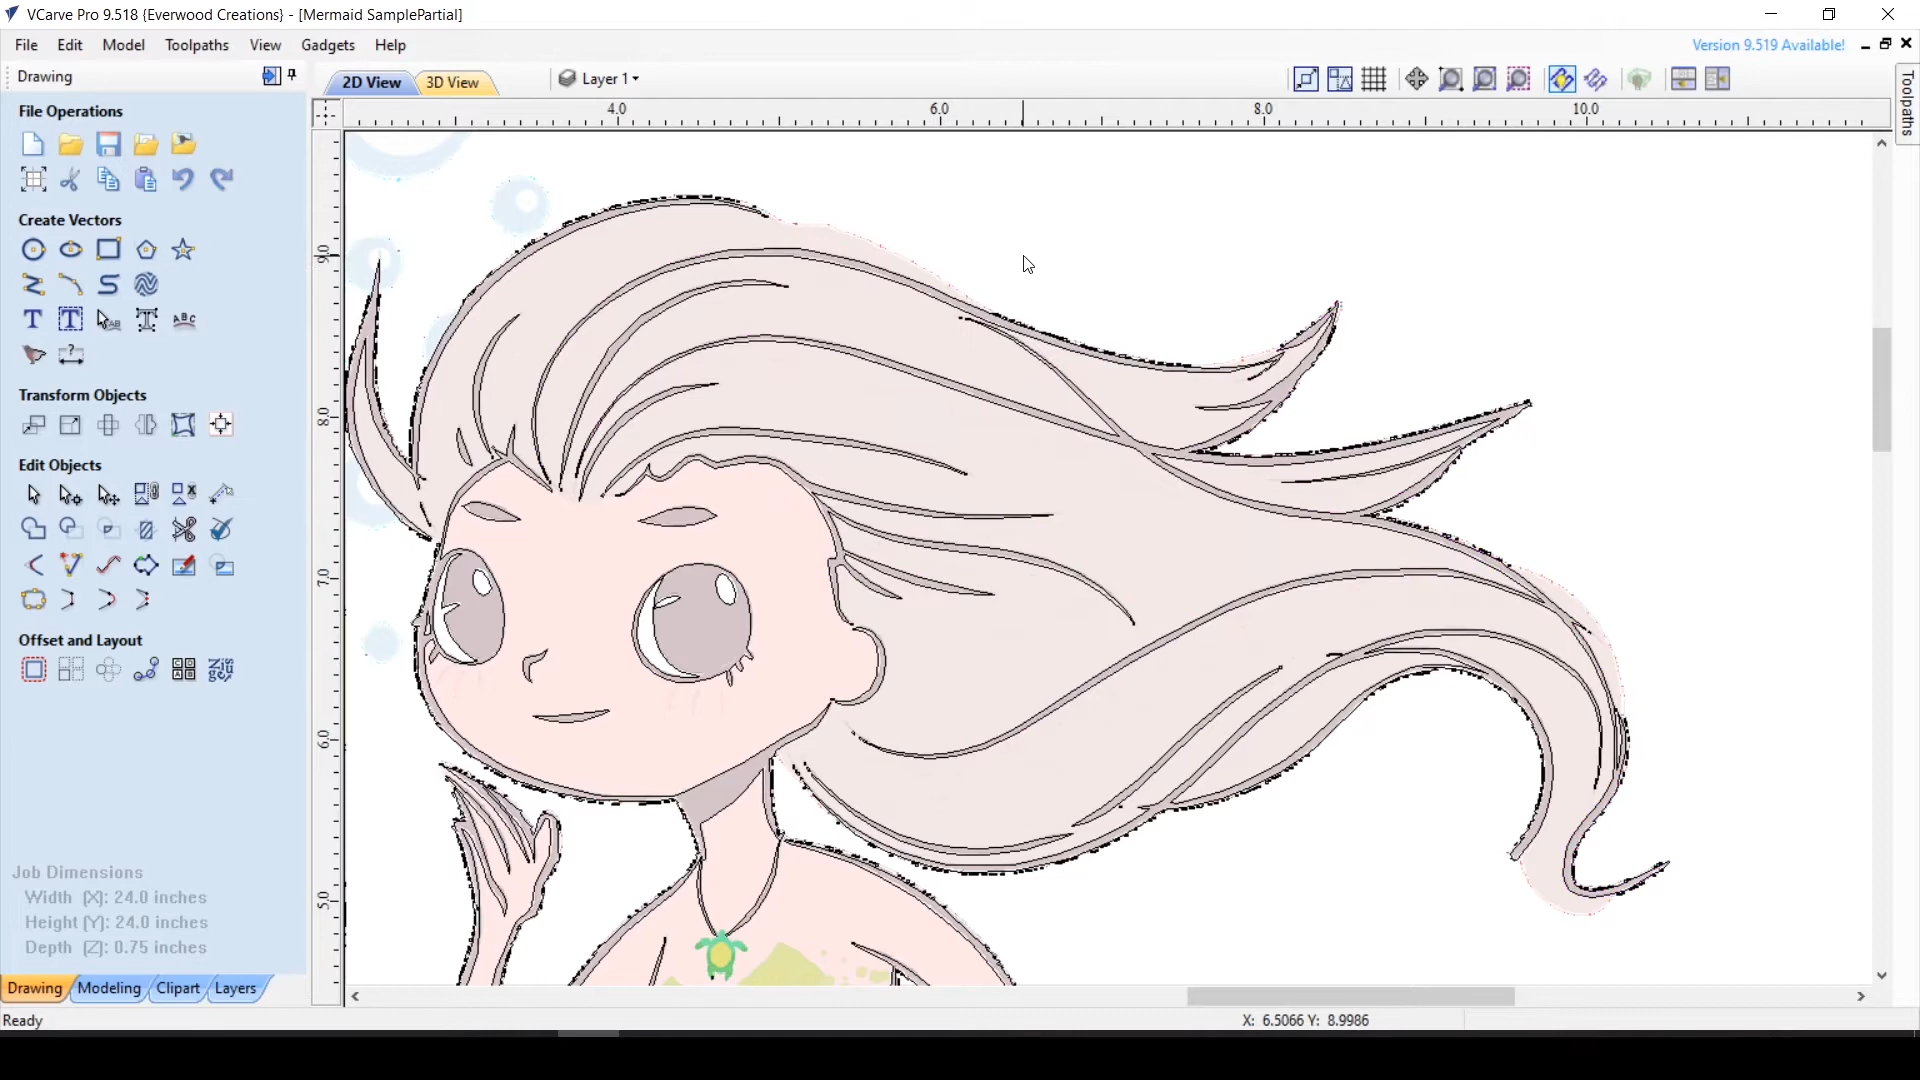 VCarve Pro 9.518 {Everwood Creations} - [Mermaid SamplePartial]
File Edit Model Toolpaths View Gadgets Help
Version 9.519 Available!
Drawing
2D View 3D View
Layer 1
Toolpaths
File Operations
4.0 6.0 8.0 10.0
Create Vectors
9.0
8.0
7.0
6.0
5.0
Transform Objects
Edit Objects
Offset and Layout
Job Dimensions
Width (X): 24.0 inches
Height (Y): 24.0 inches
Depth (Z): 0.75 inches
Drawing Modeling Clipart Layers
Ready
X: 6.5066 Y: 8.9986